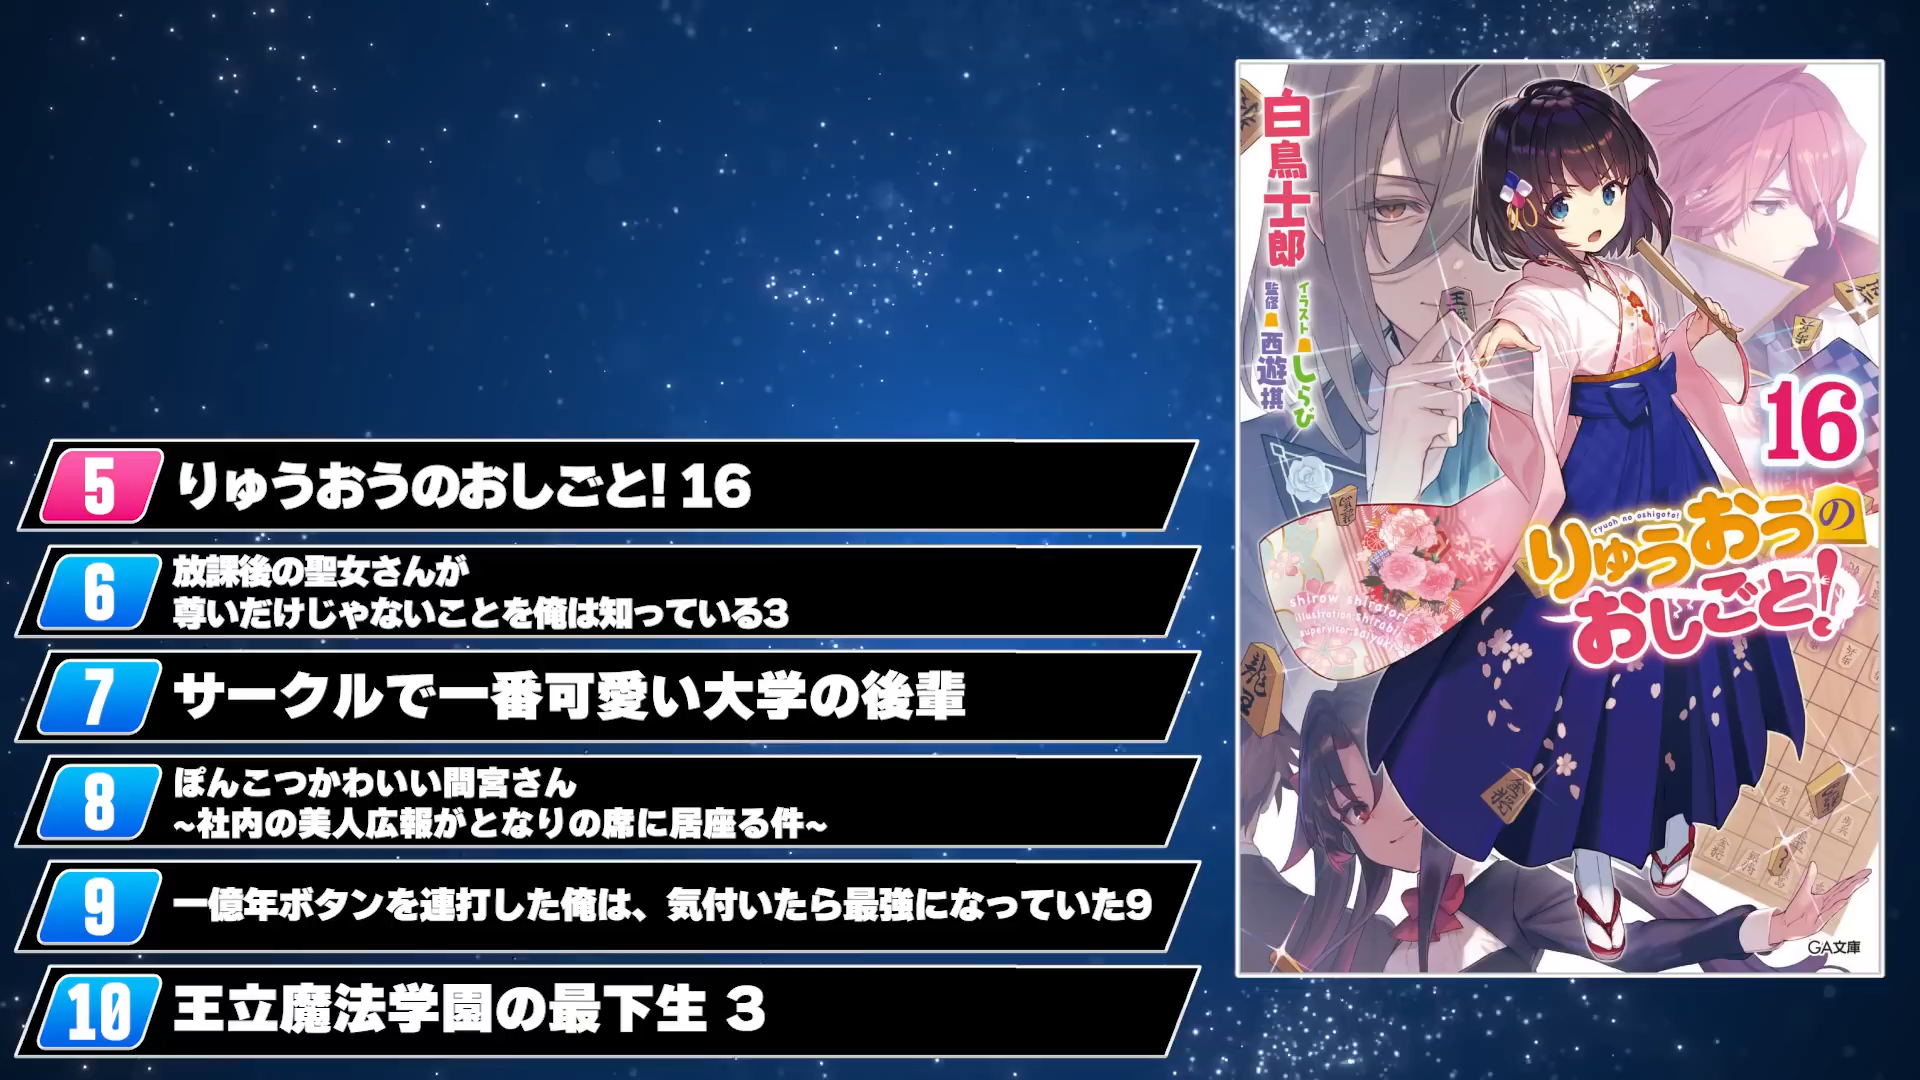 5
りゅうおうのおしごと! 16
6
放課後の聖女さんが
尊いだけじゃないことを俺は知っている3
7
サークルで一番可愛い大学の後輩
8
ぽんこつかわいい間宮さん
~社内の美人広報がとなりの席に居座る件~
9
一億年ボタンを連打した俺は、気付いたら最強になっていた9
10
王立魔法学園の最下生 3
白鳥士郎
イラスト しらび
監修 西遊棋
16
ryuoh no oshigoto!
りゅうおうの
おしごと!
shirow shiratori
illustration:shirabii
supervisor:saiyuki
GA文庫